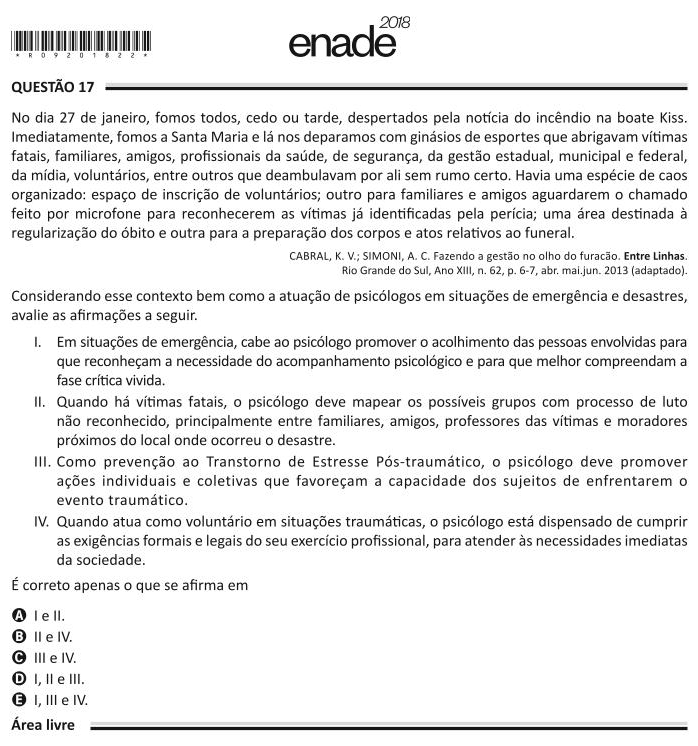 * R 0 9 2 0 1 8 2 2 *
enade 2018
QUESTÃO 17
No dia 27 de janeiro, fomos todos, cedo ou tarde, despertados pela notícia do incêndio na boate Kiss.
Imediatamente, fomos a Santa Maria e lá nos deparamos com ginásios de esportes que abrigavam vítimas
fatais, familiares, amigos, profissionais da saúde, de segurança, da gestão estadual, municipal e federal,
da mídia, voluntários, entre outros que deambulavam por ali sem rumo certo. Havia uma espécie de caos
organizado: espaço de inscrição de voluntários; outro para familiares e amigos aguardarem o chamado
feito por microfone para reconhecerem as vítimas já identificadas pela perícia; uma área destinada à
regularização do óbito e outra para a preparação dos corpos e atos relativos ao funeral.
CABRAL, K. V.; SIMONI, A. C. Fazendo a gestão no olho do furacão. Entre Linhas.
Rio Grande do Sul, Ano XIII, n. 62, p. 6-7, abr. mai.jun. 2013 (adaptado).
Considerando esse contexto bem como a atuação de psicólogos em situações de emergência e desastres,
avalie as afirmações a seguir.
I. Em situações de emergência, cabe ao psicólogo promover o acolhimento das pessoas envolvidas para
que reconheçam a necessidade do acompanhamento psicológico e para que melhor compreendam a
fase crítica vivida.
II. Quando há vítimas fatais, o psicólogo deve mapear os possíveis grupos com processo de luto
não reconhecido, principalmente entre familiares, amigos, professores das vítimas e moradores
próximos do local onde ocorreu o desastre.
III. Como prevenção ao Transtorno de Estresse Pós-traumático, o psicólogo deve promover
ações individuais e coletivas que favoreçam a capacidade dos sujeitos de enfrentarem o
evento traumático.
IV. Quando atua como voluntário em situações traumáticas, o psicólogo está dispensado de cumprir
as exigências formais e legais do seu exercício profissional, para atender às necessidades imediatas
da sociedade.
É correto apenas o que se afirma em
A I e II.
B II e IV.
C III e IV.
D I, II e III.
E I, III e IV.
Área livre